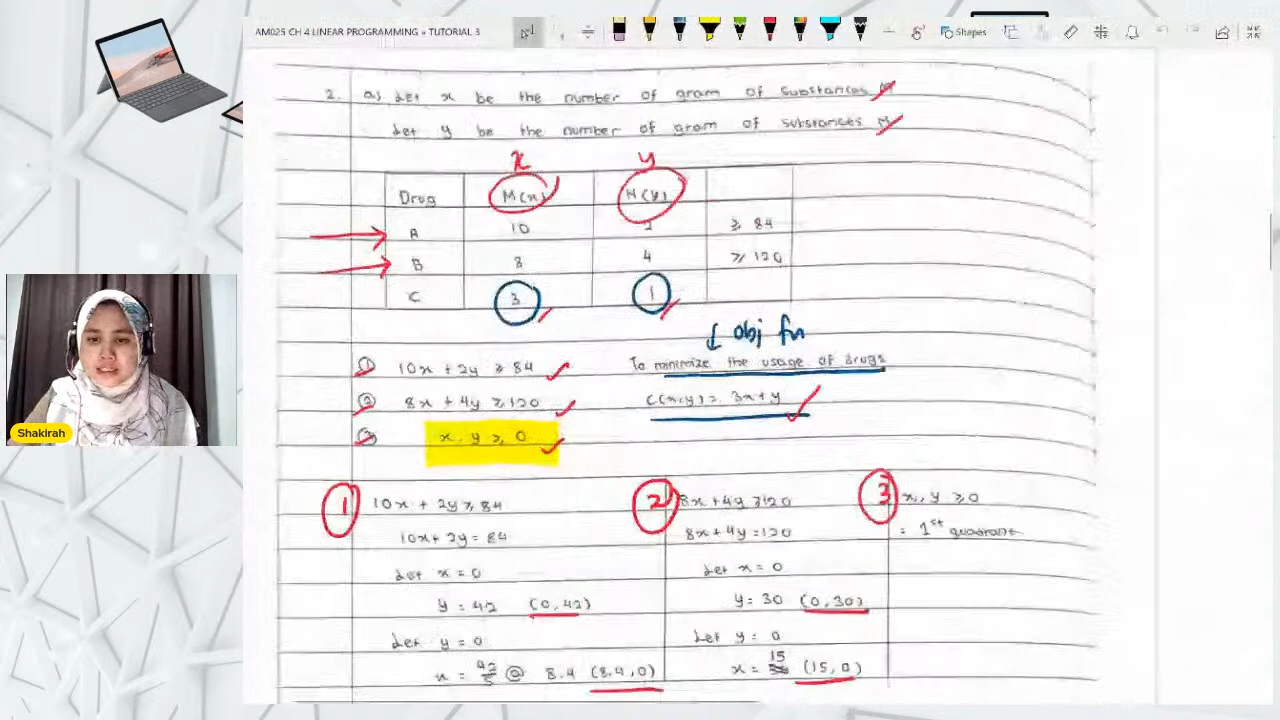 AM025 CH 4 LINEAR PROGRAMMING » TUTORIAL 3
Shapes
2. a) Let x be the number of gram of substances
Let y be the number of gram of substances
x y
Drug M(x) N(y)
A 10 2 ≥ 84
B 8 4 ≥ 120
C 3 1
↓ obj fn
① 10x + 2y ≥ 84 To minimize the usage of drugs
② 8x + 4y ≥ 120 C(x,y) = 3x + y
③ x, y ≥ 0
1 10x + 2y ≥ 84
10x + 2y = 84
Let x = 0
y = 42 (0, 42)
Let y = 0
x = 42/5 @ 8.4 (8.4, 0)
2 8x + 4y ≥ 120
8x + 4y = 120
Let x = 0
y = 30 (0, 30)
Let y = 0
x = 15 (15, 0)
3 x, y ≥ 0
= 1st quadrant
Shakirah